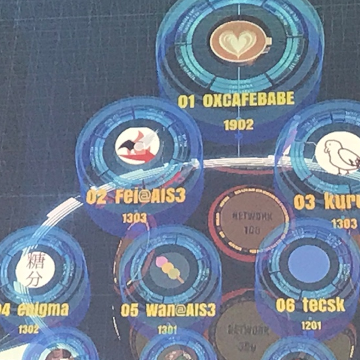 01 0XCAFEBABE
1902
02 Fei@AIS3
1303
03 kuru
1303
NETWORK
糖
分
04 enigma
1302
05 Wan@AIS3
1301
06 tecsk
1201
NETWORK